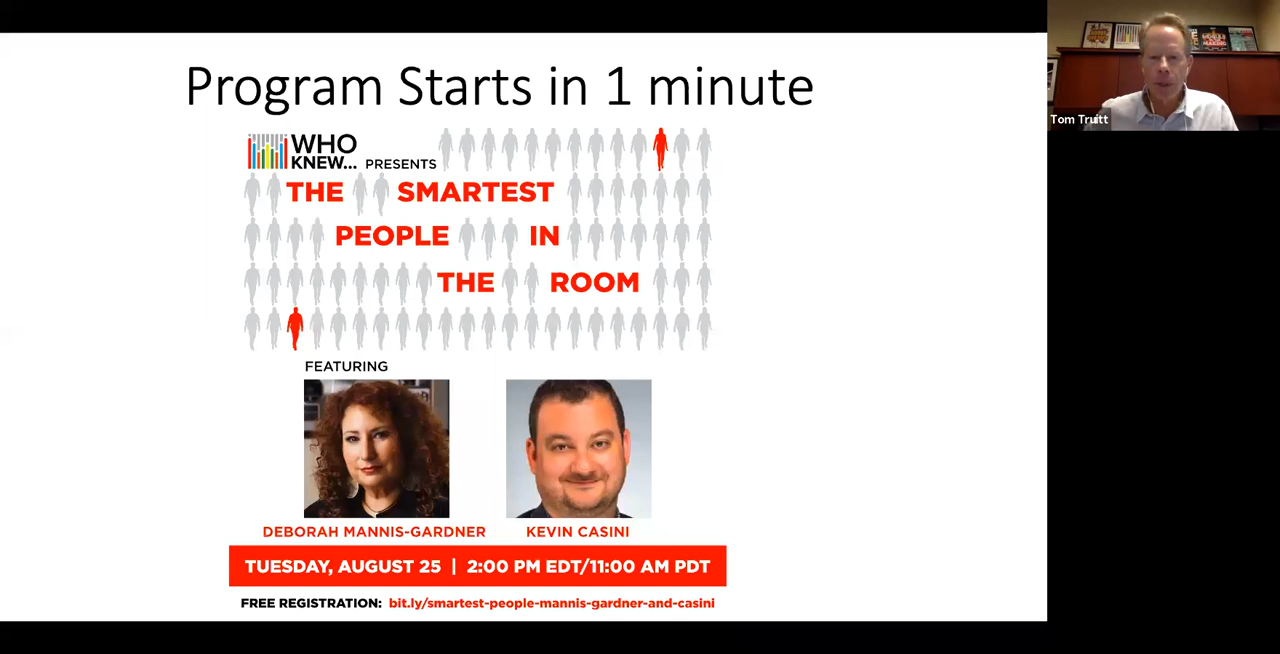 Program Starts in 1 minute
WHO
KNEW... PRESENTS
THE SMARTEST
PEOPLE IN
THE ROOM
FEATURING
DEBORAH MANNIS-GARDNER KEVIN CASINI
TUESDAY, AUGUST 25 | 2:00 PM EDT/11:00 AM PDT
FREE REGISTRATION: bit.ly/smartest-people-mannis-gardner-and-casini
Tom Truitt